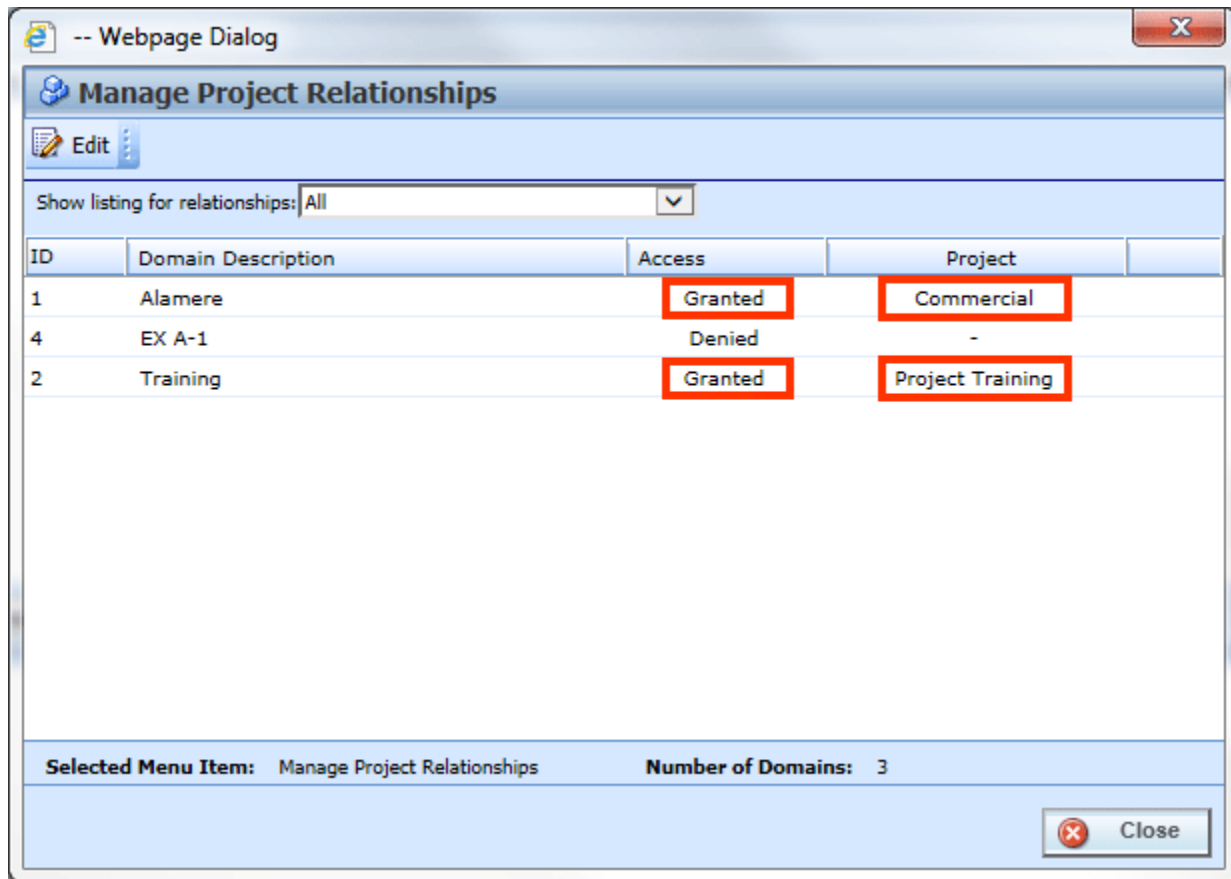 -- Webpage Dialog
X
Manage Project Relationships
Edit
Show listing for relationships: All
ID Domain Description Access Project
1 Alamere Granted Commercial
4 EX A-1 Denied -
2 Training Granted Project Training
Selected Menu Item: Manage Project Relationships Number of Domains: 3
Close